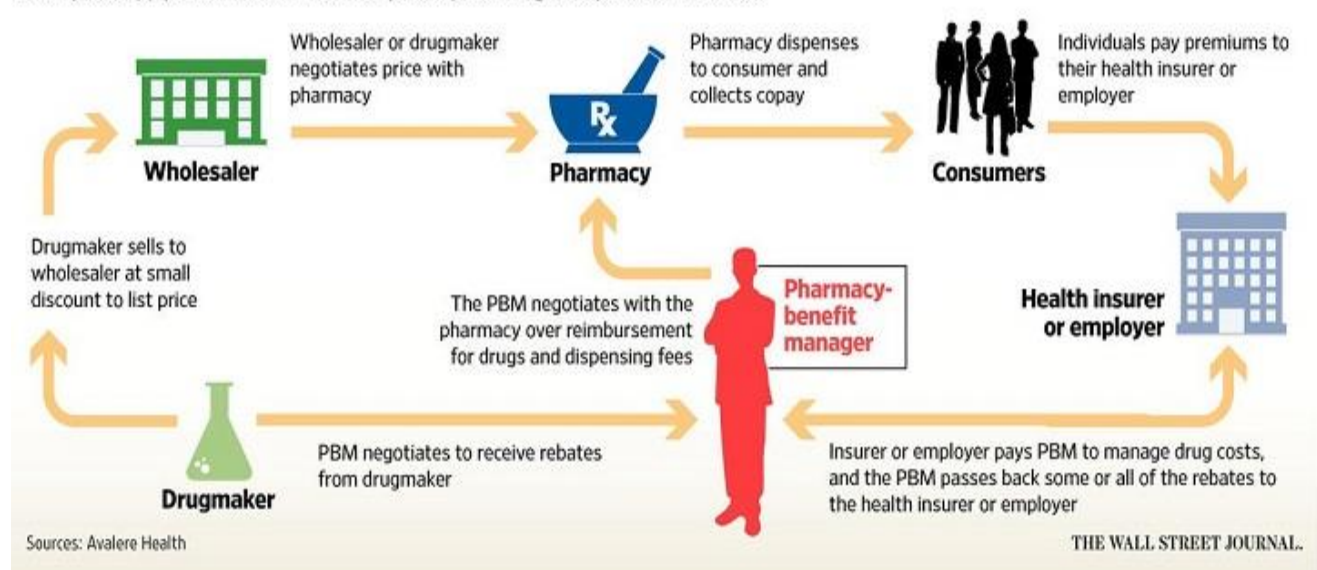 Wholesaler or drugmaker
negotiates price with
pharmacy
Pharmacy dispenses
to consumer and
collects copay
Individuals pay premiums to
their health insurer or
employer
Rx
Wholesaler
Pharmacy
Consumers
Drugmaker sells to
wholesaler at small
discount to list price
The PBM negotiates with the
pharmacy over reimbursement
for drugs and dispensing fees
Pharmacy-
benefit
manager
Health insurer
or employer
PBM negotiates to receive rebates
from drugmaker
Insurer or employer pays PBM to manage drug costs,
and the PBM passes back some or all of the rebates to
the health insurer or employer
Drugmaker
Sources: Avalere Health
THE WALL STREET JOURNAL.